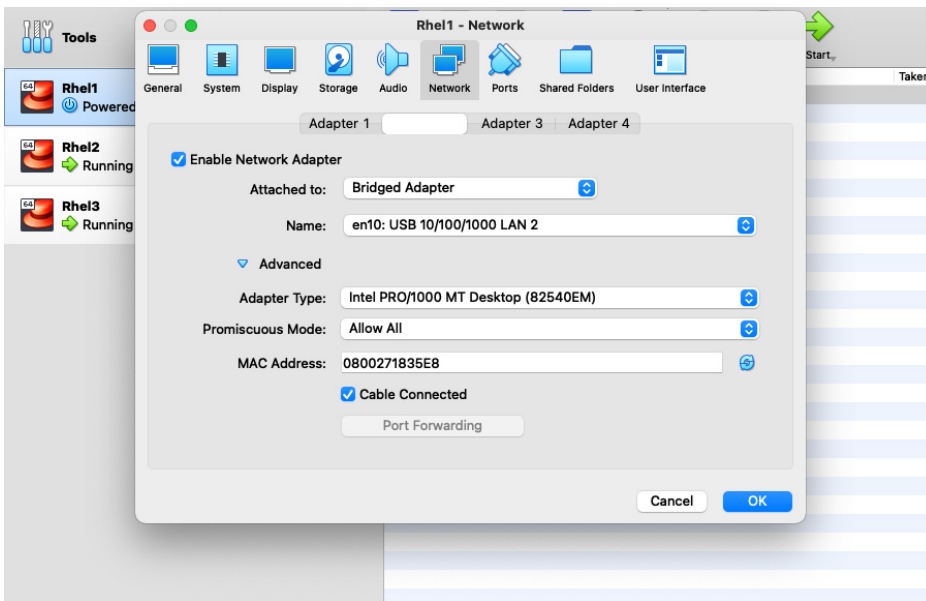 Rhel1 - Network
Tools
General System Display Storage Audio Network Ports Shared Folders User Interface
Start
Taken
64 Rhel1
Powered
64 Rhel2
Running
64 Rhel3
Running
Adapter 1 Adapter 3 Adapter 4
Enable Network Adapter
Attached to: Bridged Adapter
Name: en10: USB 10/100/1000 LAN 2
Advanced
Adapter Type: Intel PRO/1000 MT Desktop (82540EM)
Promiscuous Mode: Allow All
MAC Address: 0800271835E8
Cable Connected
Port Forwarding
Cancel OK